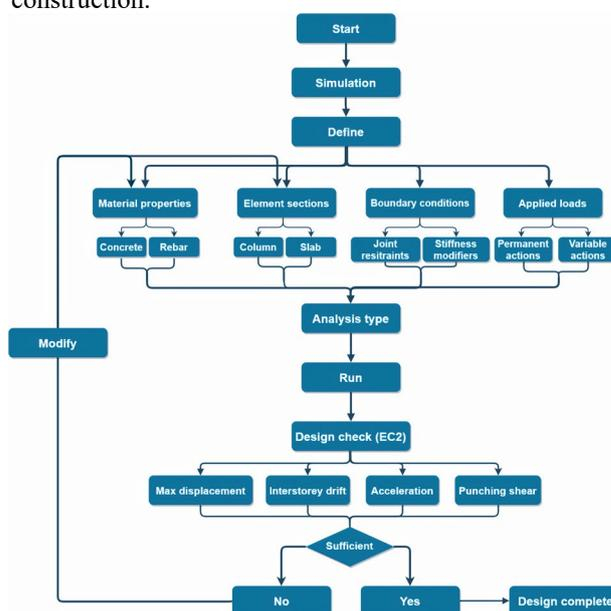 construction.
Start
Simulation
Define
Material properties
Element sections
Boundary conditions
Applied loads
Concrete
Rebar
Column
Slab
Joint
resitraints
Stiffness
modifiers
Permanent
actions
Variable
actions
Analysis type
Modify
Run
Design check (EC2)
Max displacement
Interstorey drift
Acceleration
Punching shear
Sufficient
No
Yes
Design complete